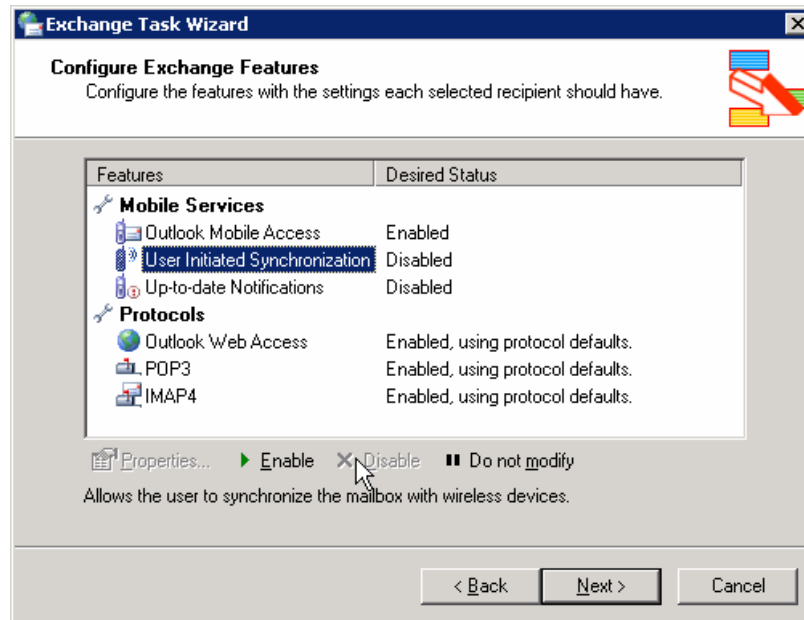 Exchange Task Wizard
Configure Exchange Features
Configure the features with the settings each selected recipient should have.
Features Desired Status
Mobile Services
Outlook Mobile Access Enabled
User Initiated Synchronization Disabled
Up-to-date Notifications Disabled
Protocols
Outlook Web Access Enabled, using protocol defaults.
POP3 Enabled, using protocol defaults.
IMAP4 Enabled, using protocol defaults.
Properties... Enable Disable Do not modify
Allows the user to synchronize the mailbox with wireless devices.
< Back Next > Cancel